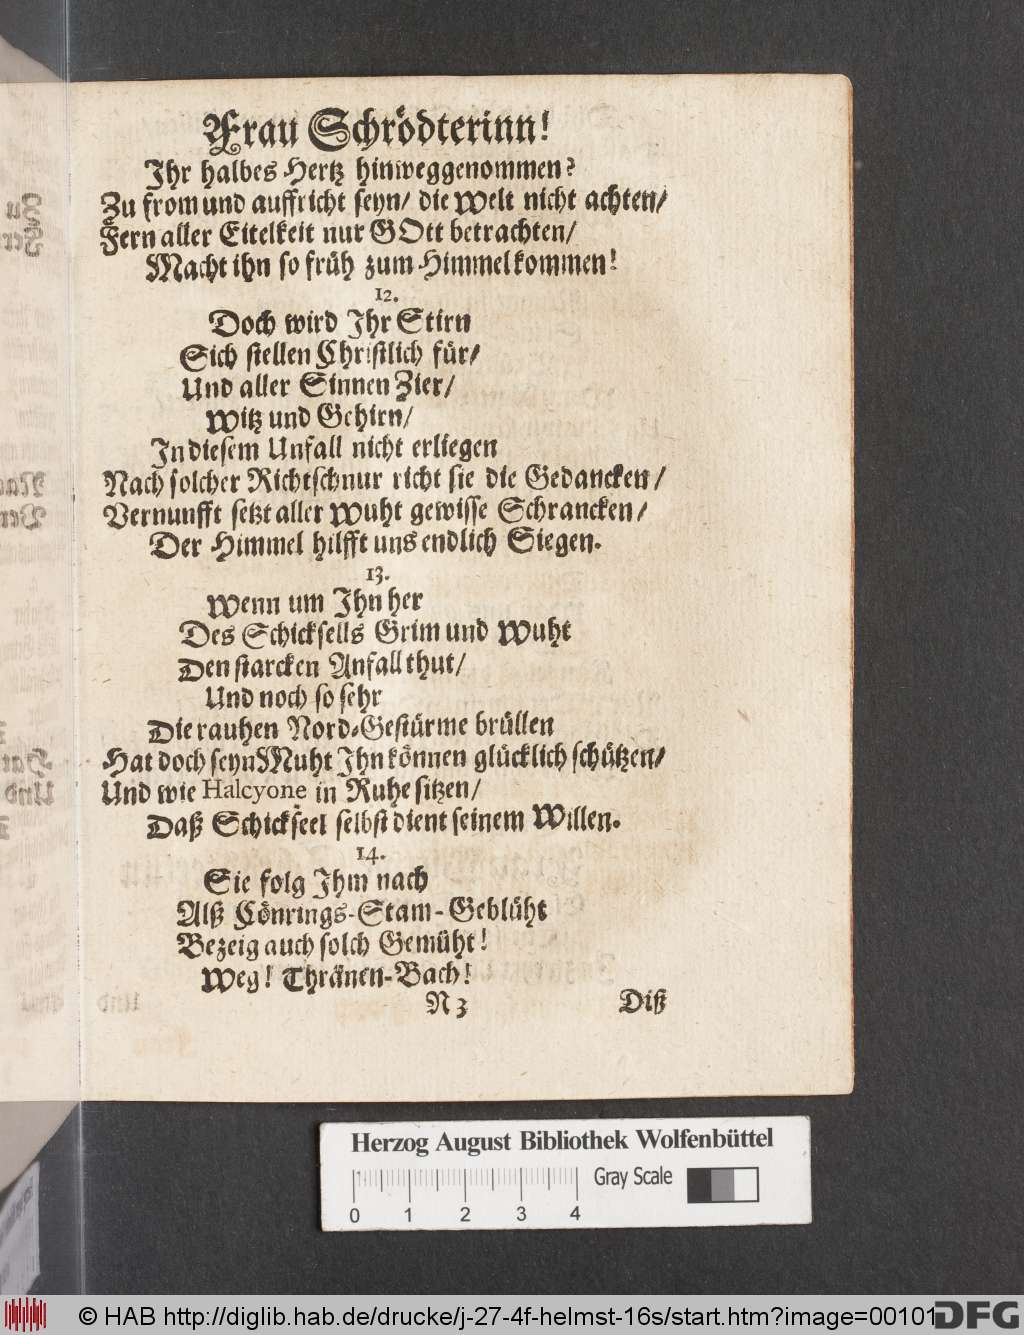 Frau Schrödterinn!
Ihr halbes Hertz hinweggenommen?
Zu from und auffricht seyn/ die Welt nicht achten/
Fern aller Eitelkeit nur GOtt betrachten/
Macht ihn so früh zum Himmel kommen!
12.
Doch wird Ihr Stirn
Sich stellen Christlich für/
Und aller Sinnen Zier/
Witz und Gehirn/
In diesem Unfall nicht erliegen
Nach solcher Richtschnur richt sie die Gedancken/
Vernunfft setzt aller Wuht gewisse Schrancken/
Der Himmel hilfft uns endlich Siegen.
13.
Wenn um Ihn her
Des Schicksells Grim und Wuht
Den starcken Anfall thut/
Und noch so sehr
Die rauhen Nord-Gestürme brüllen
Hat doch seyn Muht Ihn können glücklich schützen/
Und wie Halcyone in Ruhe sitzen/
Daß Schickseel selbst dient seinem Willen.
14.
Sie folg Ihm nach
Alß Cönrings-Stam-Geblüht
Bezeig auch solch Gemüht!
Weg! Thränen-Bach!
N 3 Diß
Herzog August Bibliothek Wolfenbüttel
Gray Scale
0 1 2 3 4
© HAB http://diglib.hab.de/drucke/j-27-4f-helmst-16s/start.htm?image=00101
DFG